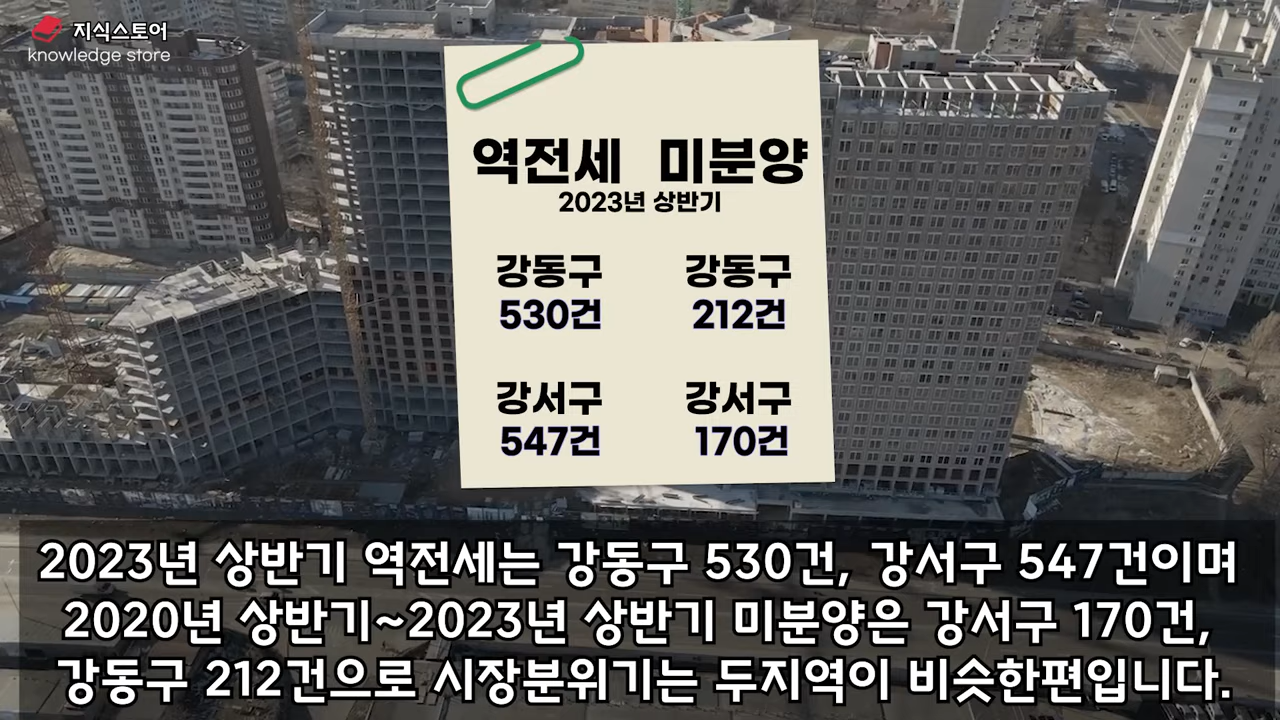 지식스토어
knowledge store
역전세 미분양
2023년 상반기
강동구 강동구
530건 212건
강서구 강서구
547건 170건
2023년 상반기 역전세는 강동구 530건, 강서구 547건이며
2020년 상반기~2023년 상반기 미분양은 강서구 170건,
강동구 212건으로 시장분위기는 두지역이 비슷한편입니다.